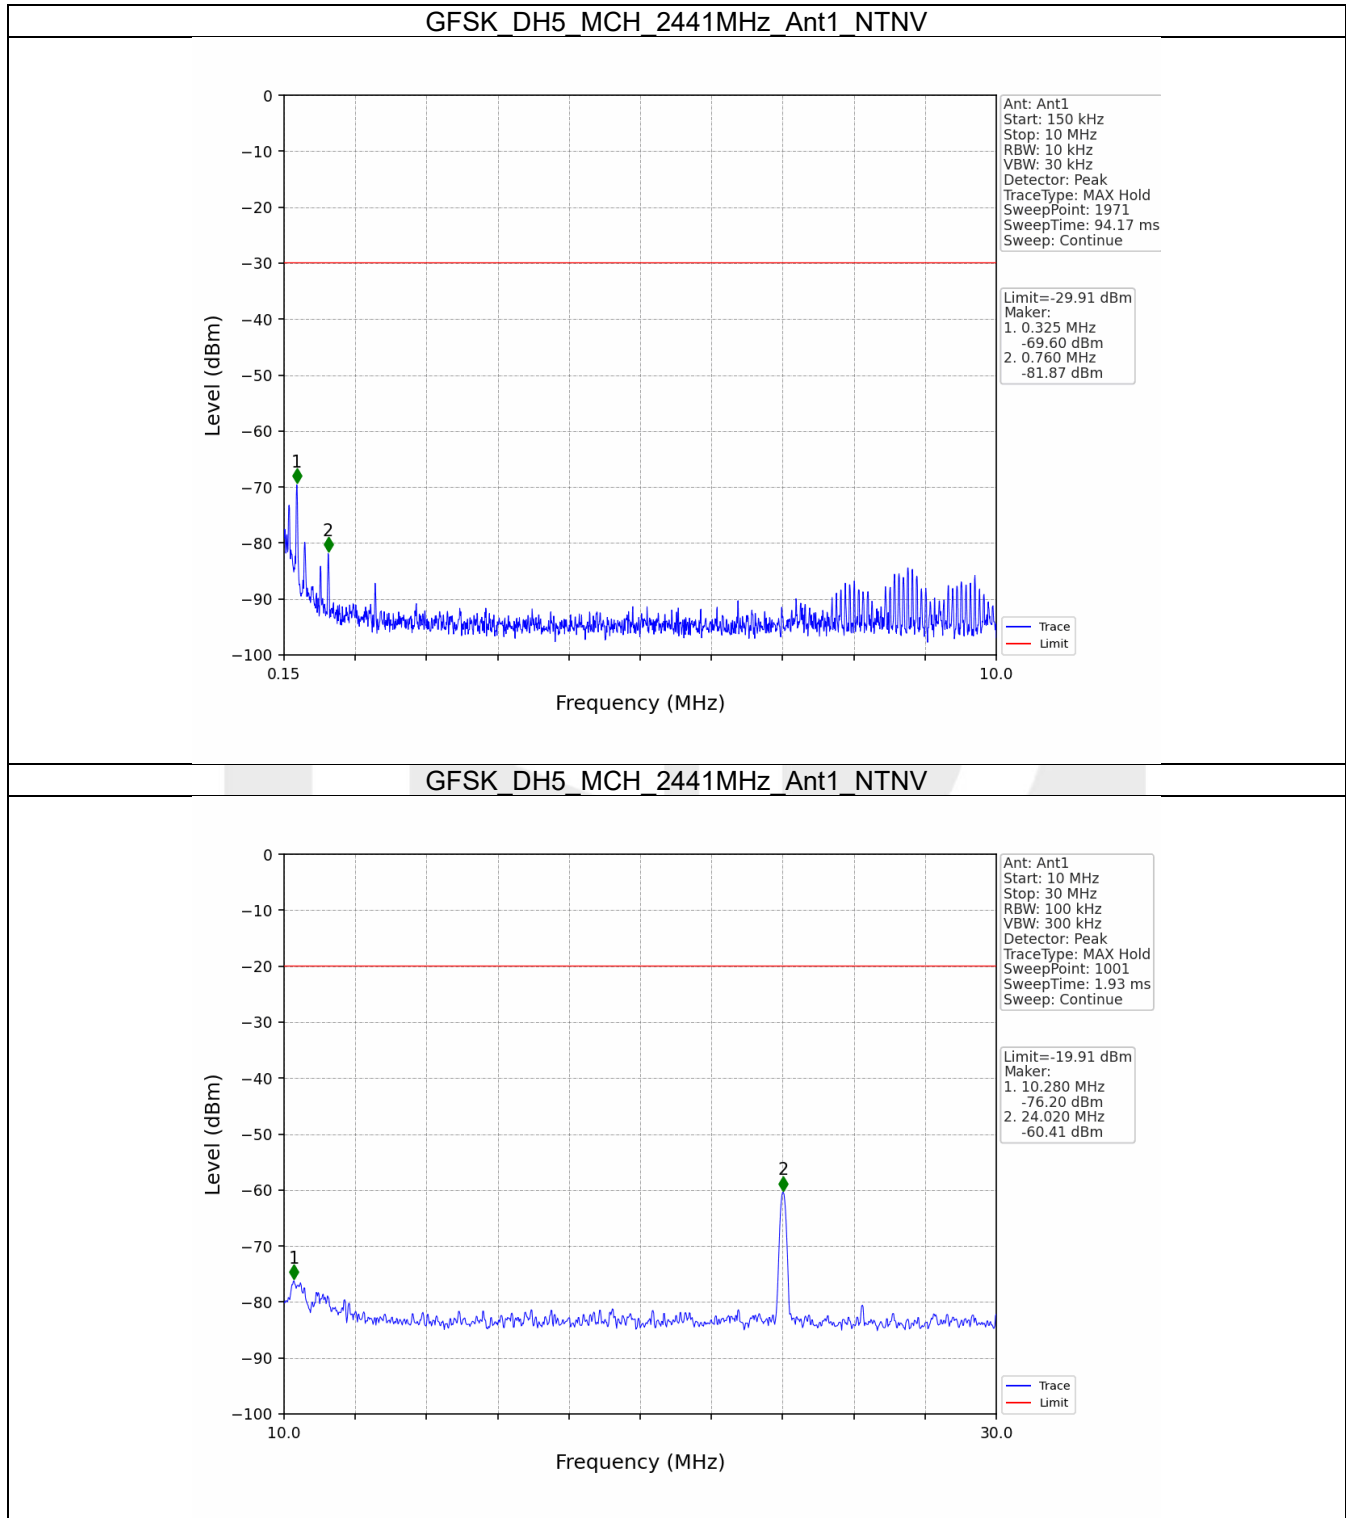 GFSK_DH5_MCH_2441MHz_Ant1_NTNV
0
−10
−20
−30
−40
−50
−60
−70
−80
−90
−100
Level (dBm)
1
2
0.15
10.0
Frequency (MHz)
Ant: Ant1
Start: 150 kHz
Stop: 10 MHz
RBW: 10 kHz
VBW: 30 kHz
Detector: Peak
TraceType: MAX Hold
SweepPoint: 1971
SweepTime: 94.17 ms
Sweep: Continue
Limit=-29.91 dBm
Maker:
1. 0.325 MHz
-69.60 dBm
2. 0.760 MHz
-81.87 dBm
Trace
Limit
GFSK_DH5_MCH_2441MHz_Ant1_NTNV
0
−10
−20
−30
−40
−50
−60
−70
−80
−90
−100
Level (dBm)
1
2
10.0
30.0
Frequency (MHz)
Ant: Ant1
Start: 10 MHz
Stop: 30 MHz
RBW: 100 kHz
VBW: 300 kHz
Detector: Peak
TraceType: MAX Hold
SweepPoint: 1001
SweepTime: 1.93 ms
Sweep: Continue
Limit=-19.91 dBm
Maker:
1. 10.280 MHz
-76.20 dBm
2. 24.020 MHz
-60.41 dBm
Trace
Limit